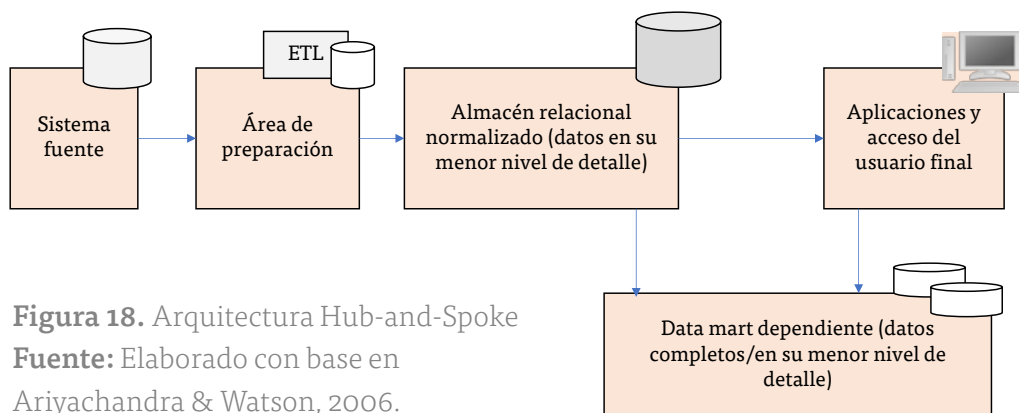 Sistema
fuente
ETL
Área de
preparación
Almacén relacional
normalizado (datos en su
menor nivel de detalle)
Aplicaciones y
acceso del
usuario final
Data mart dependiente (datos
completos/en su menor nivel de
detalle)
Figura 18. Arquitectura Hub-and-Spoke
Fuente: Elaborado con base en
Ariyachandra & Watson, 2006.